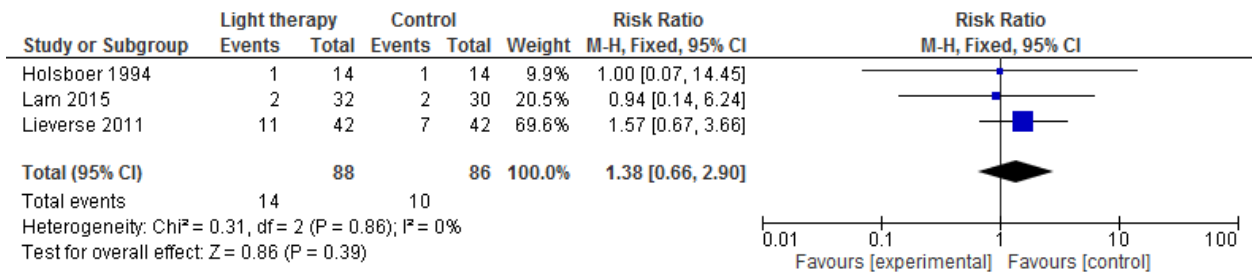 Light therapy Control Risk Ratio Risk Ratio
Study or Subgroup Events Total Events Total Weight M-H, Fixed, 95% CI M-H, Fixed, 95% CI
Holsboer 1994 1 14 1 14 9.9% 1.00 [0.07, 14.45]
Lam 2015 2 32 2 30 20.5% 0.94 [0.14, 6.24]
Lieverse 2011 11 42 7 42 69.6% 1.57 [0.67, 3.66]
Total (95% CI) 88 86 100.0% 1.38 [0.66, 2.90]
Total events 14 10
Heterogeneity: Chi² = 0.31, df = 2 (P = 0.86); I² = 0%
Test for overall effect: Z = 0.86 (P = 0.39)
0.01 0.1 1 10 100
Favours [experimental] Favours [control]